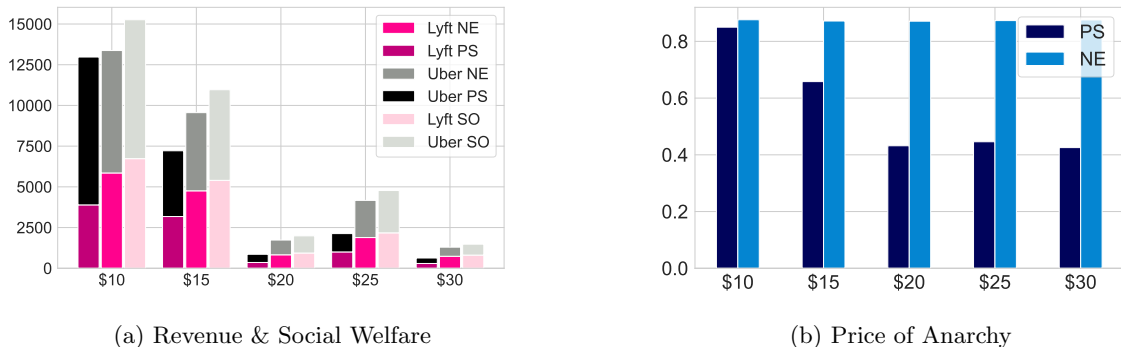 15000
12500
10000
7500
5000
2500
0
$10
$15
$20
$25
$30
Lyft NE
Lyft PS
Uber NE
Uber PS
Lyft SO
Uber SO
(a) Revenue & Social Welfare
0.8
0.6
0.4
0.2
0.0
$10
$15
$20
$25
$30
PS
NE
(b) Price of Anarchy